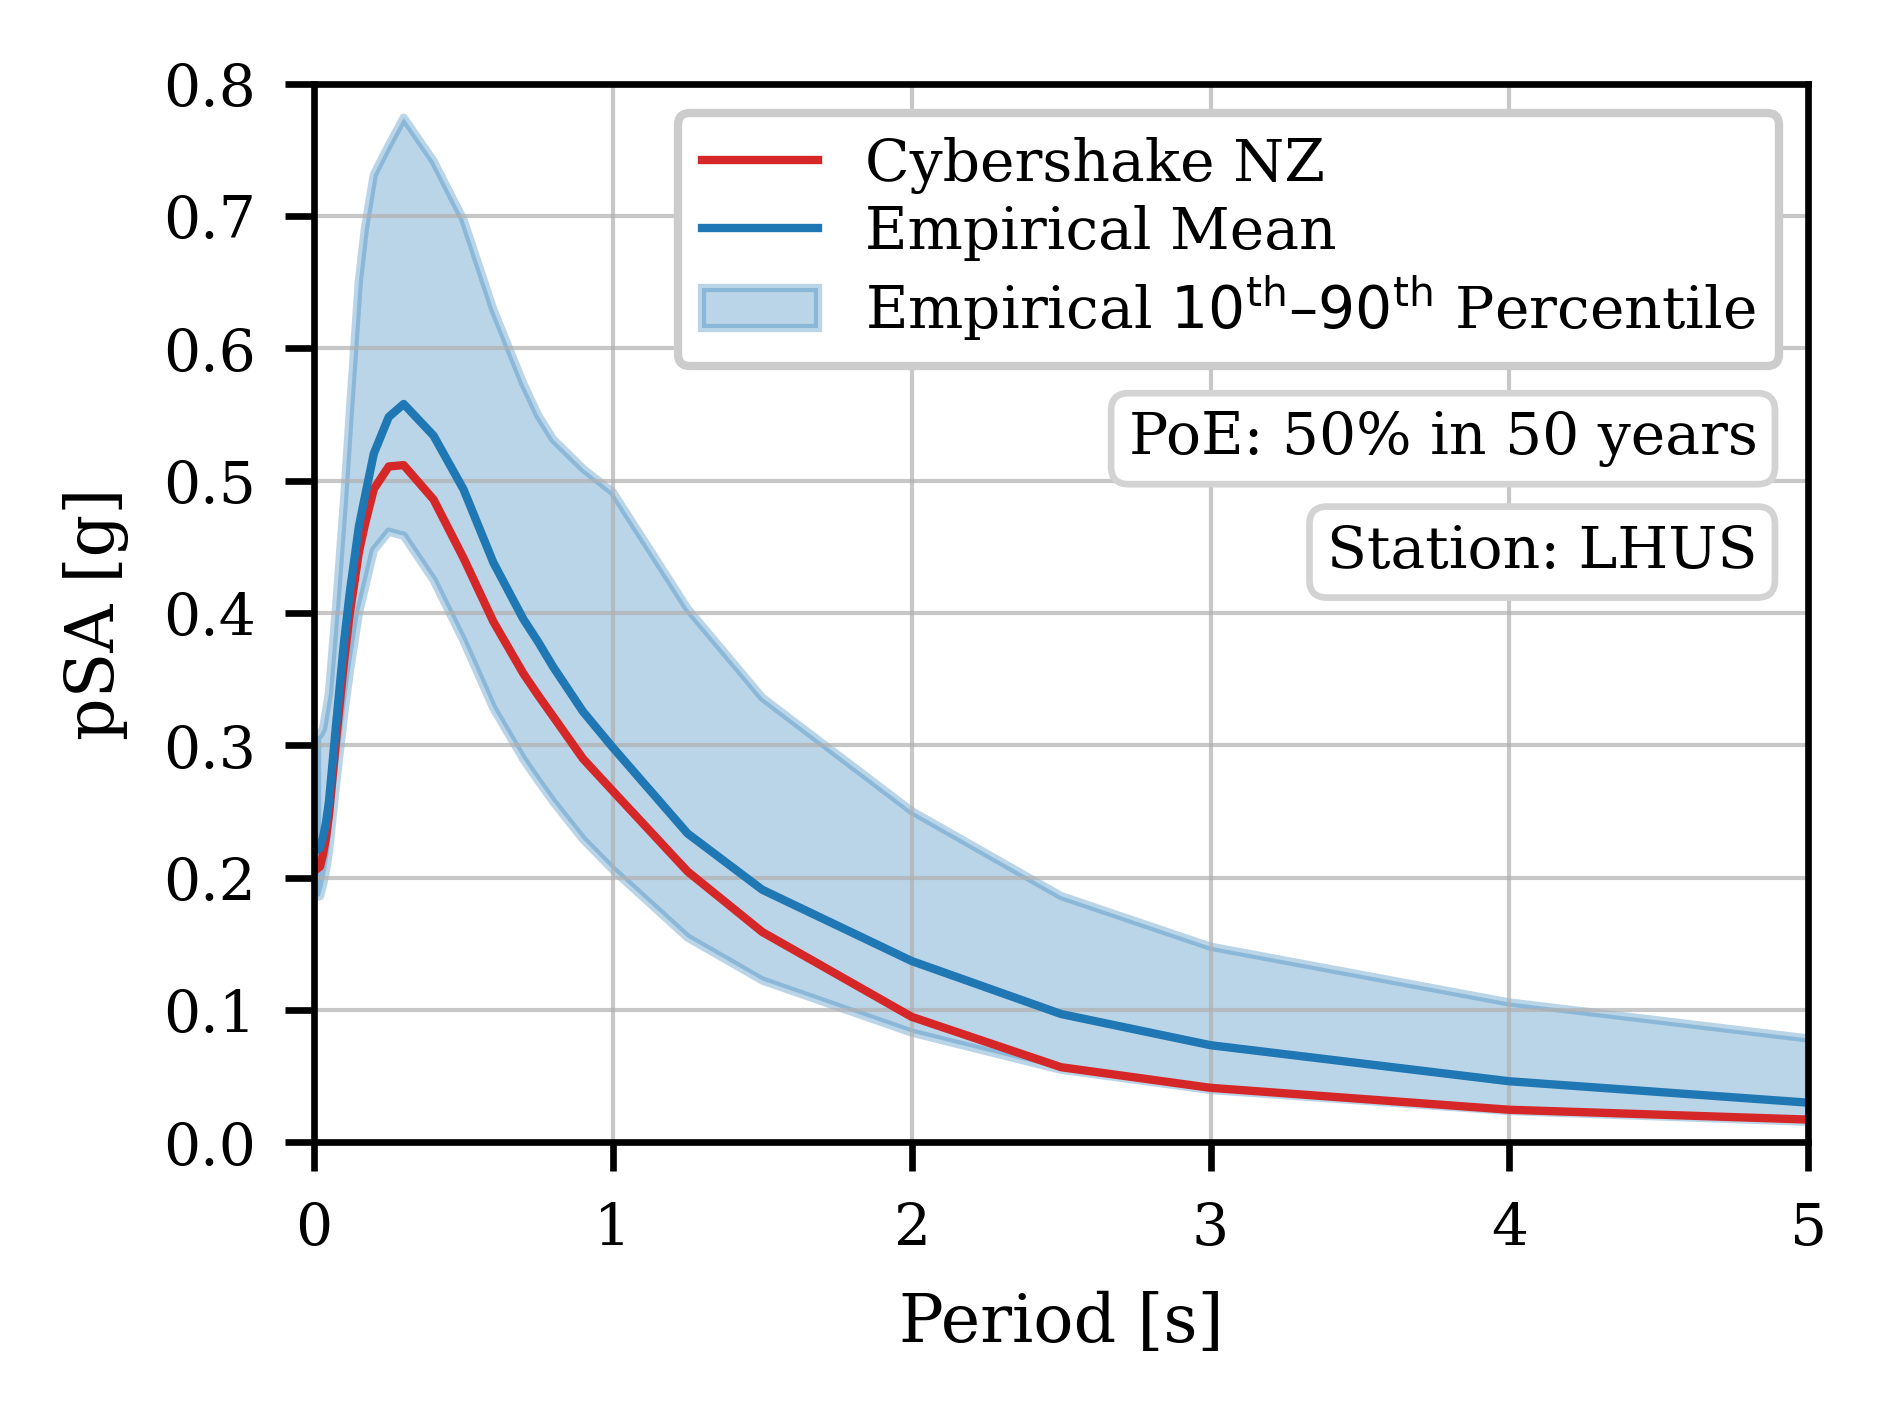 0.8
0.7
0.6
0.5
0.4
0.3
0.2
0.1
0.0
pSA [g]
Cybershake NZ
Empirical Mean
Empirical 10th–90th Percentile
PoE: 50% in 50 years
Station: LHUS
0 1 2 3 4 5
Period [s]